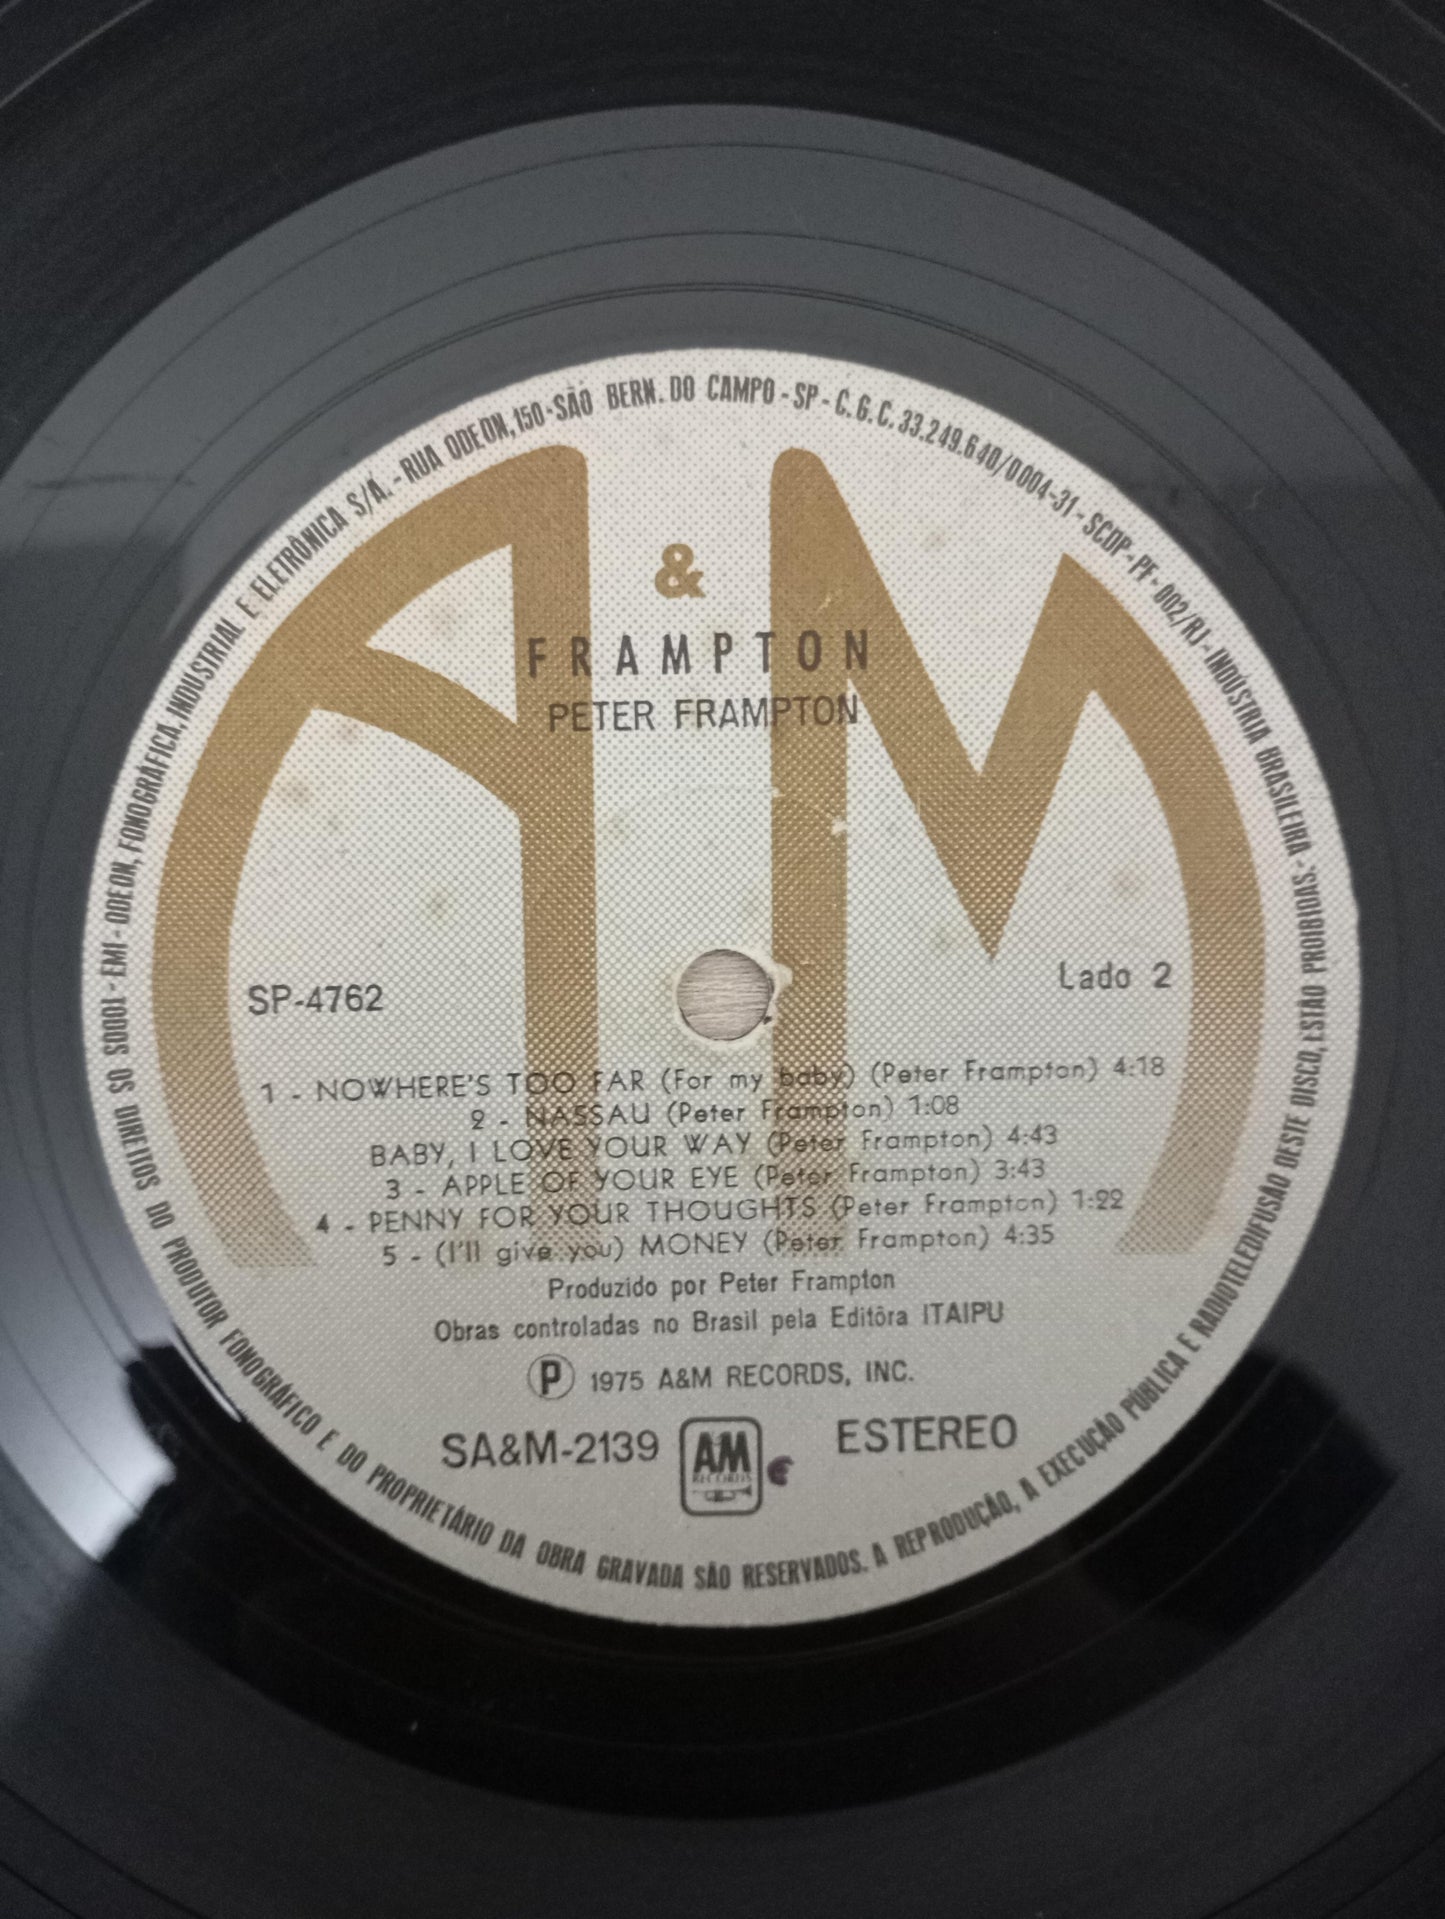 EMI-ODEON, FONOGRÁFICA, INDUSTRIAL E ELETRÔNICA S/A.-RUA ODEON,150-SÃO BERN. DO CAMPO-SP-C.G.C.33.249.640/0004-31-SCDP-PF-002/RJ-INDÚSTRIA BRASILEIRA
A & M
FRAMPTON
PETER FRAMPTON
SP-4762
Lado 2
1 - NOWHERE'S TOO FAR (For my baby) (Peter Frampton) 4:18
2 - NASSAU (Peter Frampton) 1:08
BABY, I LOVE YOUR WAY (Peter Frampton) 4:43
3 - APPLE OF YOUR EYE (Peter Frampton) 3:43
4 - PENNY FOR YOUR THOUGHTS (Peter Frampton) 1:22
5 - (I'll give you) MONEY (Peter Frampton) 4:35
Produzido por Peter Frampton
Obras controladas no Brasil pela Editôra ITAIPU
Ⓟ 1975 A&M RECORDS, INC.
SA&M-2139
AM
RECORDS
ESTEREO
TODOS OS DIREITOS DO PRODUTOR FONOGRÁFICO E DO PROPRIETÁRIO DA OBRA GRAVADA SÃO RESERVADOS. A REPRODUÇÃO, A EXECUÇÃO PÚBLICA E RADIOTELEDIFUSÃO DESTE DISCO, ESTÃO PROIBIDAS.